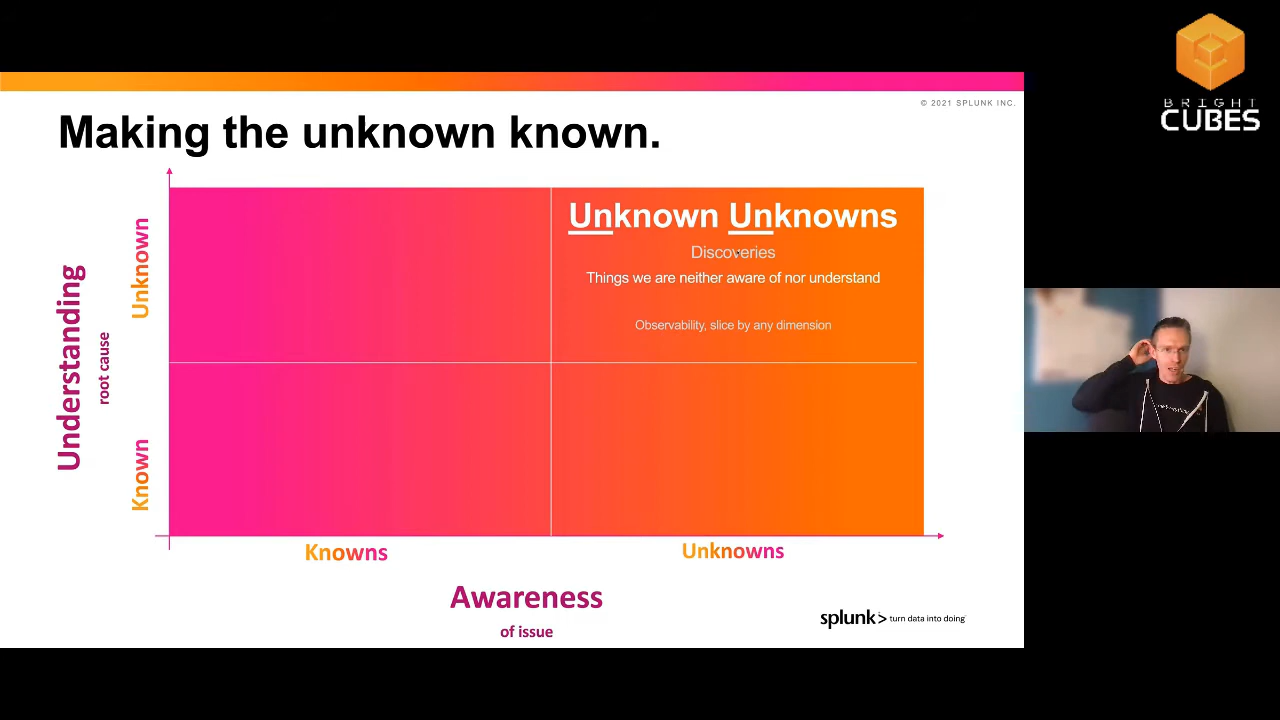 BRIGHT
CUBES
© 2021 SPLUNK INC.
Making the unknown known.
Understanding
root cause
Unknown
Known
Unknown Unknowns
Discoveries
Things we are neither aware of nor understand
Observability, slice by any dimension
Knowns
Unknowns
Awareness
of issue
splunk> turn data into doing